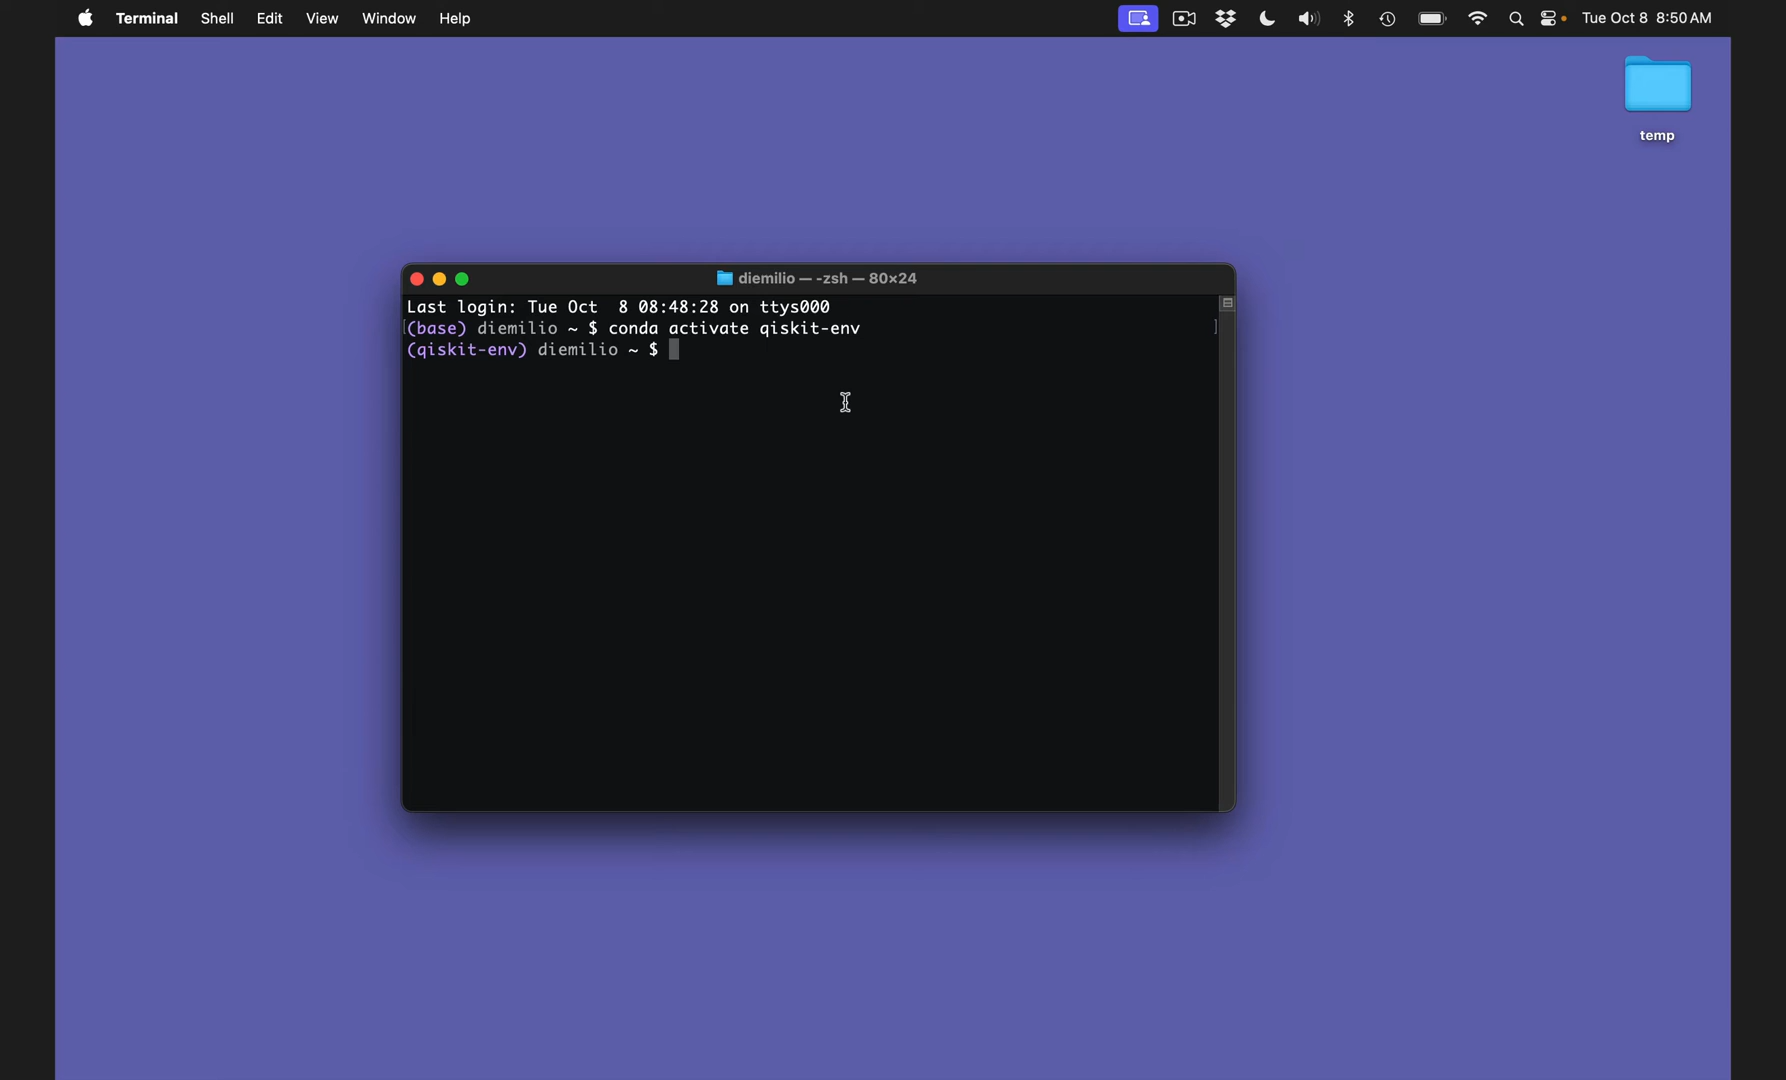 Terminal Shell Edit View Window Help Tue Oct 8 8:50 AM
temp
diemilio — -zsh — 80×24
Last login: Tue Oct  8 08:48:28 on ttys000
[(base) diemilio ~ $ conda activate qiskit-env ]
(qiskit-env) diemilio ~ $